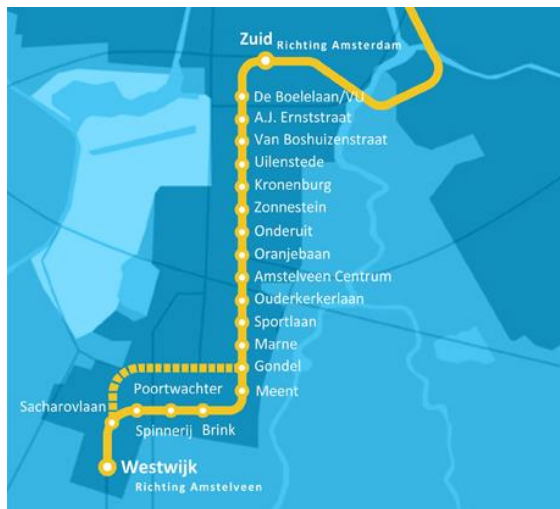 Zuid Richting Amsterdam
De Boelelaan/VU
A.J. Ernststraat
Van Boshuizenstraat
Uilenstede
Kronenburg
Zonnestein
Onderuit
Oranjebaan
Amstelveen Centrum
Ouderkerkerlaan
Sportlaan
Marne
Gondel
Poortwachter
Meent
Sacharovlaan
Spinnerij
Brink
Westwijk
Richting Amstelveen